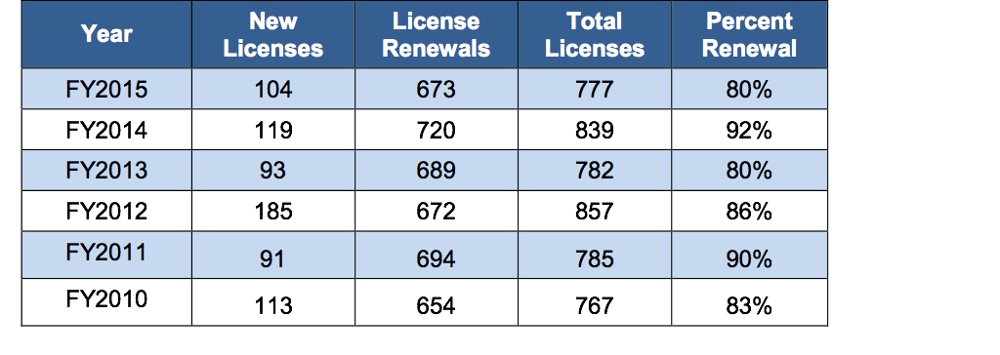 Year New Licenses License Renewals Total Licenses Percent Renewal
FY2015 104 673 777 80%
FY2014 119 720 839 92%
FY2013 93 689 782 80%
FY2012 185 672 857 86%
FY2011 91 694 785 90%
FY2010 113 654 767 83%